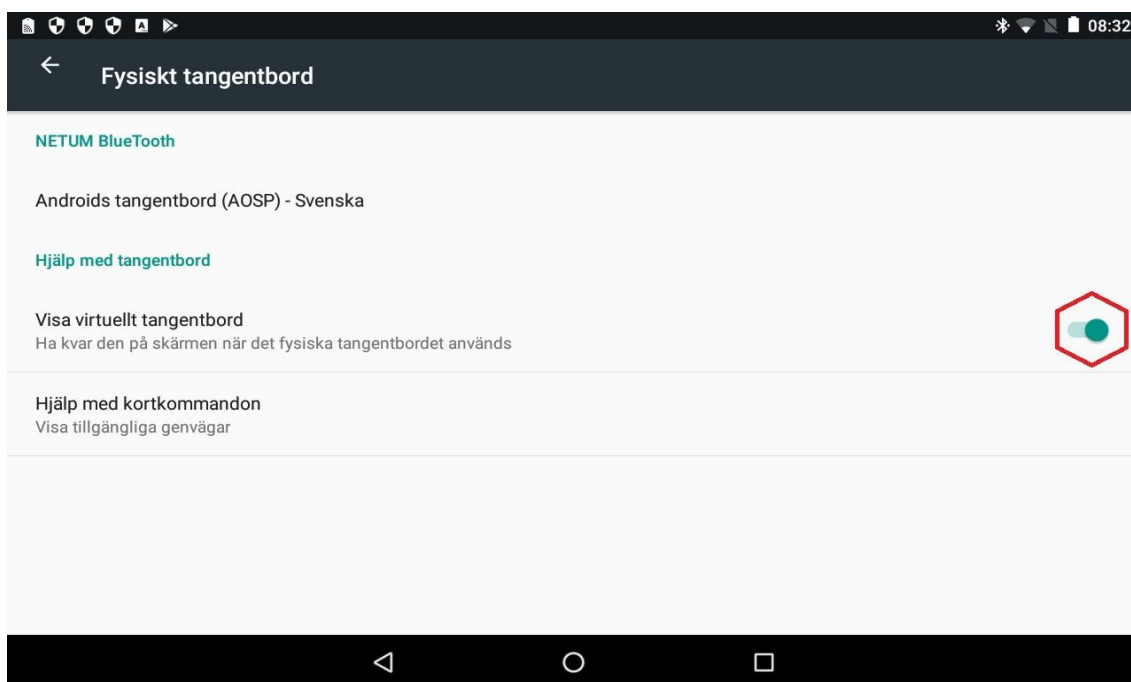 08:32
Fysiskt tangentbord
NETUM BlueTooth
Androids tangentbord (AOSP) - Svenska
Hjälp med tangentbord
Visa virtuellt tangentbord
Ha kvar den på skärmen när det fysiska tangentbordet används
Hjälp med kortkommandon
Visa tillgängliga genvägar